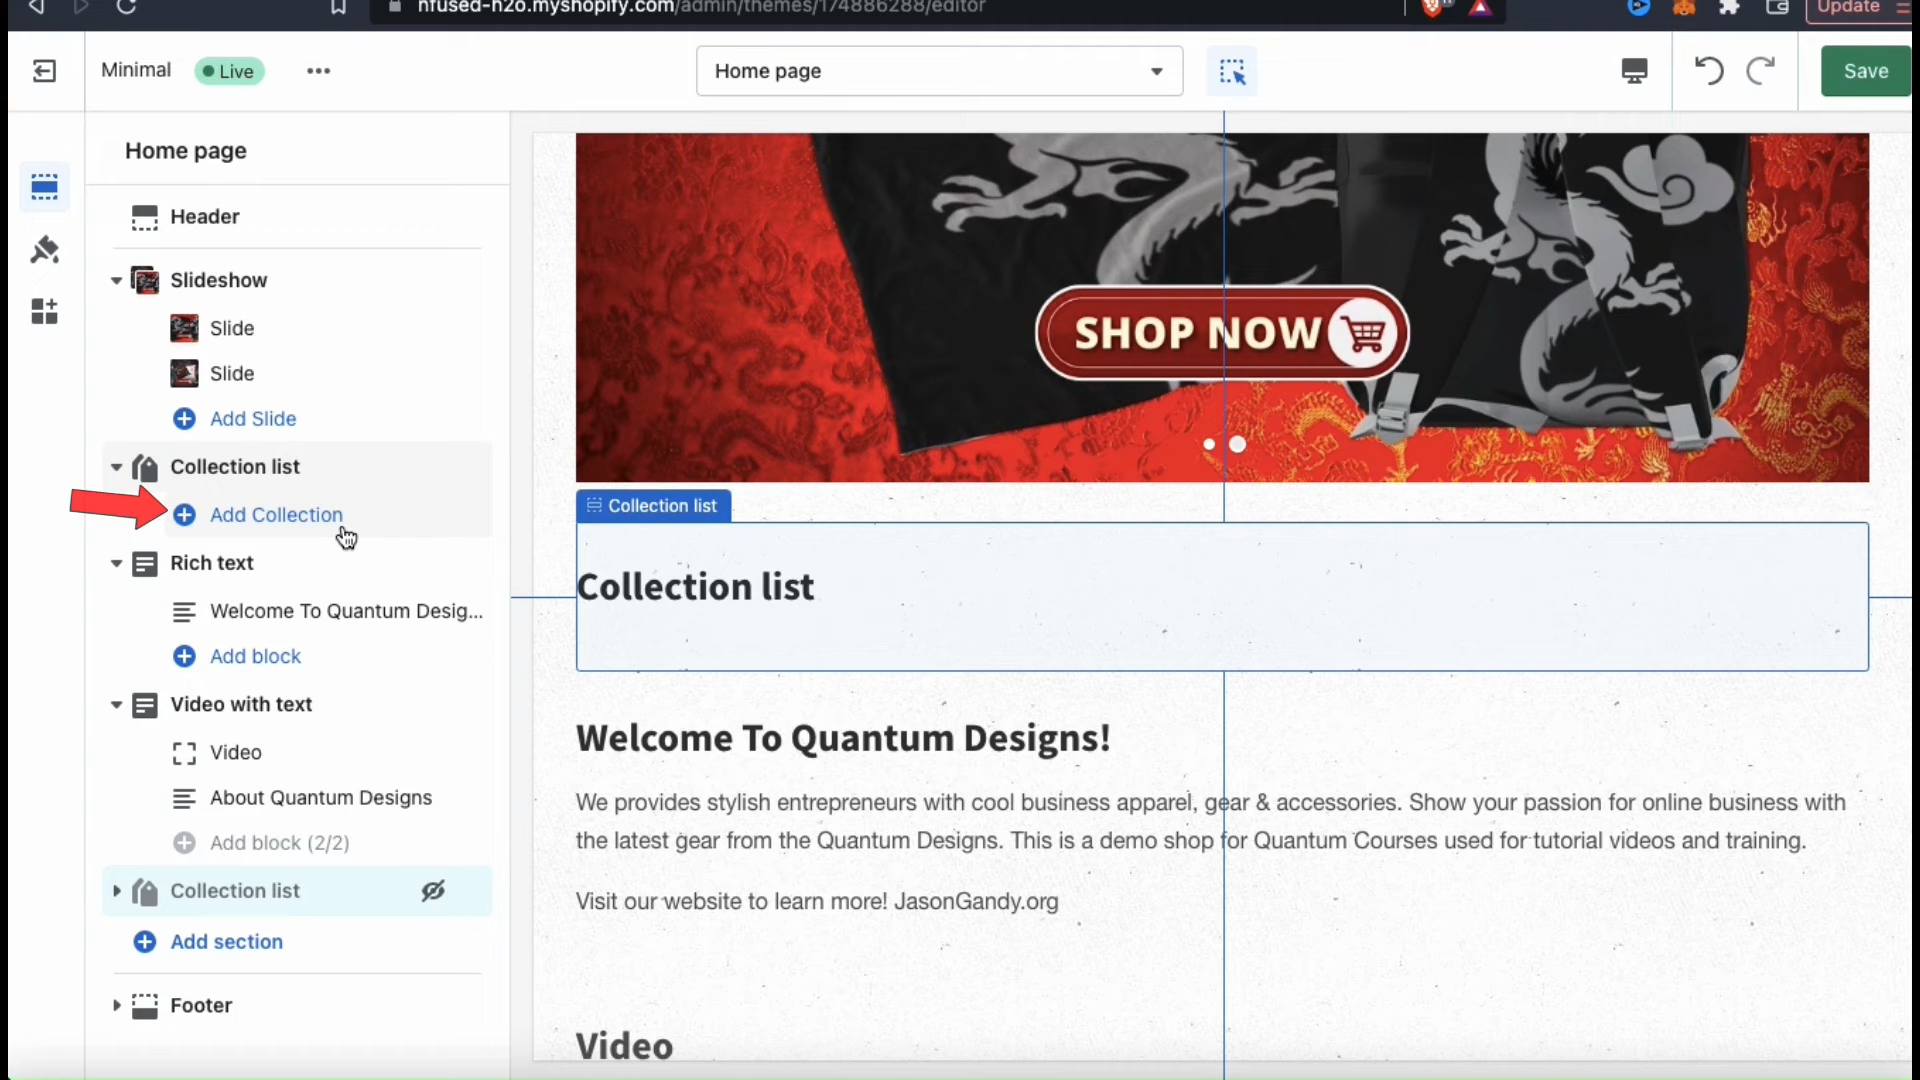 nfused-h2o.myshopify.com/admin/themes/174886288/editor
Update
Minimal
Live
Home page
Save
Home page
Header
Slideshow
Slide
Slide
Add Slide
Collection list
Add Collection
Rich text
Welcome To Quantum Desig...
Add block
Video with text
Video
About Quantum Designs
Add block (2/2)
Collection list
Add section
Footer
SHOP NOW
Collection list
Collection list
Welcome To Quantum Designs!
We provides stylish entrepreneurs with cool business apparel, gear & accessories. Show your passion for online business with
the latest gear from the Quantum Designs. This is a demo shop for Quantum Courses used for tutorial videos and training.
Visit our website to learn more! JasonGandy.org
Video